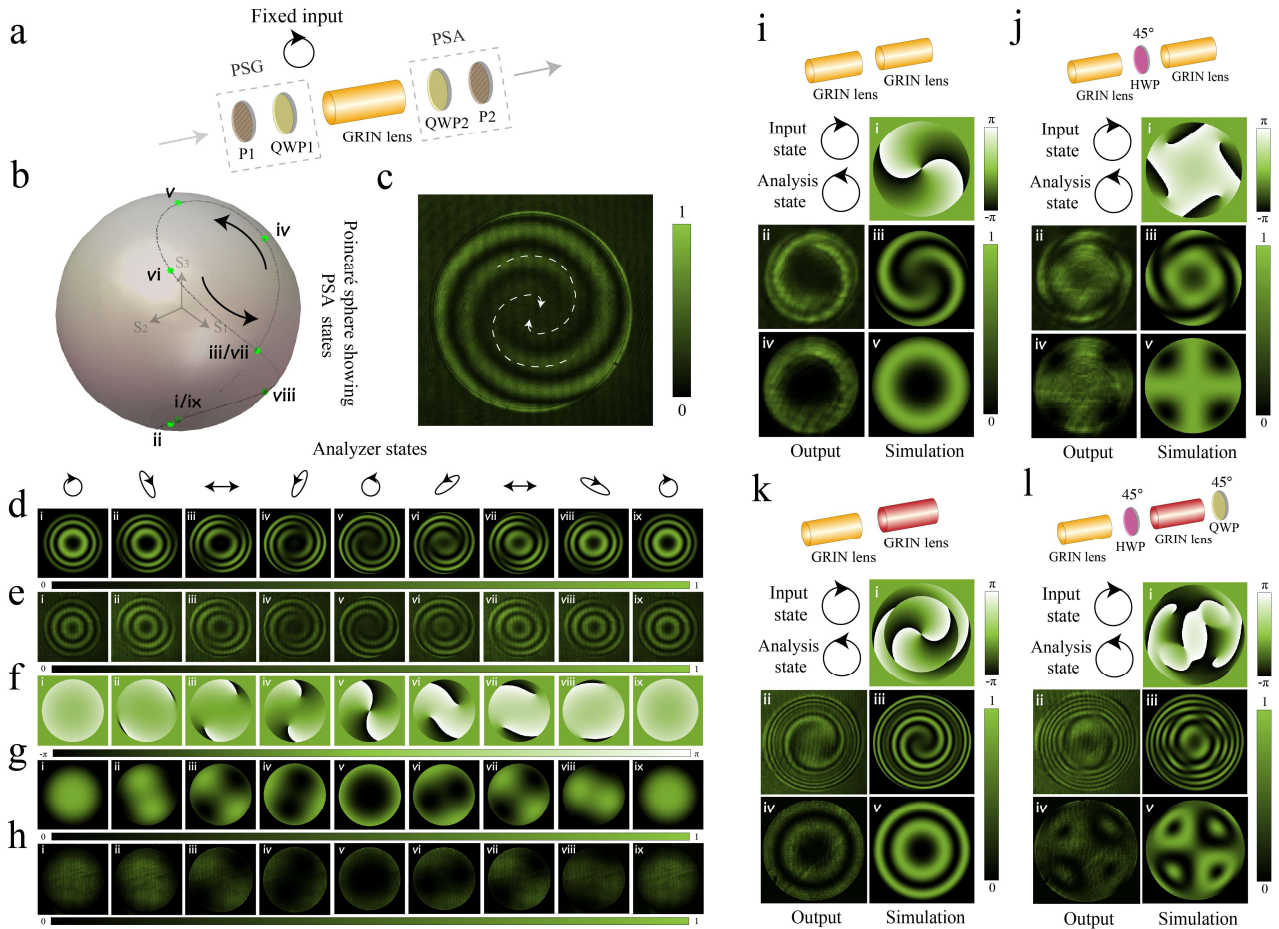 a
Fixed input
PSG
PSA
P1
QWP1
GRIN lens
QWP2
P2
b
v
iv
vi
S3
S2
S1
iii/vii
viii
i/ix
ii
Poincaré sphere showing
PSA states
c
1
0
Analyzer states
d
i ii iii iv v vi vii viii ix
0 1
e
i ii iii iv v vi vii viii ix
0 1
f
i ii iii iv v vi vii viii ix
-π π
g
i ii iii iv v vi vii viii ix
0 1
h
i ii iii iv v vi vii viii ix
0 1
i
GRIN lens
GRIN lens
Input
state
Analysis
state
i
π
-π
ii
iii
1
iv
v
0
Output
Simulation
j
45°
HWP
GRIN lens
GRIN lens
Input
state
Analysis
state
i
π
-π
ii
iii
1
iv
v
0
Output
Simulation
k
GRIN lens
GRIN lens
Input
state
Analysis
state
i
π
-π
ii
iii
1
iv
v
0
Output
Simulation
l
45°
45°
HWP
QWP
GRIN lens
GRIN lens
Input
state
Analysis
state
i
π
-π
ii
iii
1
iv
v
0
Output
Simulation